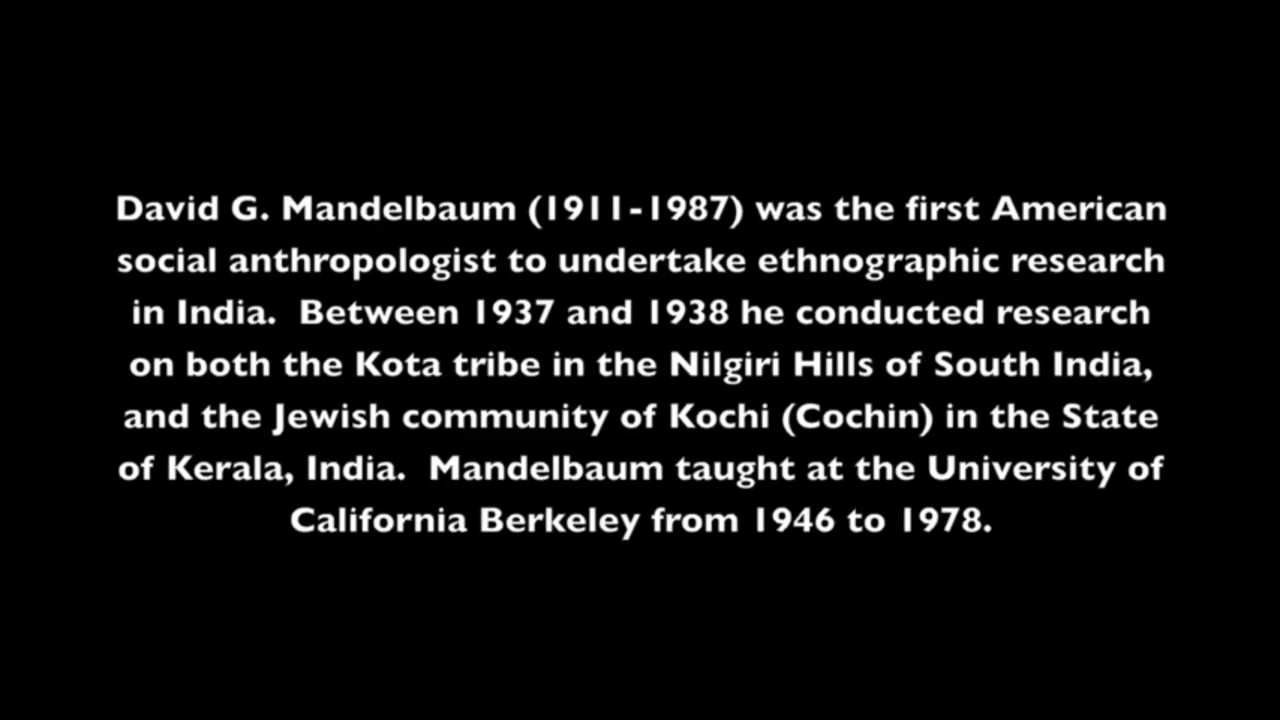 David G. Mandelbaum (1911-1987) was the first American
social anthropologist to undertake ethnographic research
in India.  Between 1937 and 1938 he conducted research
on both the Kota tribe in the Nilgiri Hills of South India,
and the Jewish community of Kochi (Cochin) in the State
of Kerala, India.  Mandelbaum taught at the University of
California Berkeley from 1946 to 1978.